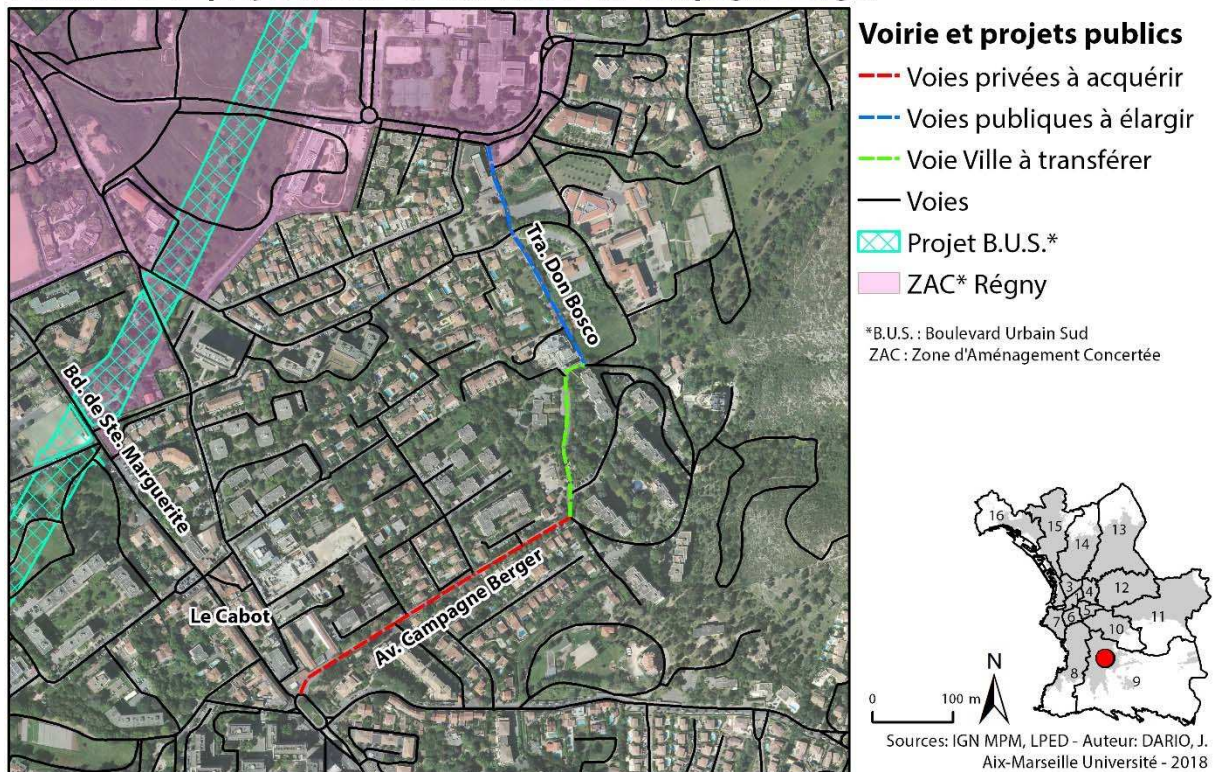 Voirie et projets publics
Voies privées à acquérir
Voies publiques à élargir
Voie Ville à transférer
Voies
Projet B.U.S.*
ZAC* Régny
*B.U.S. : Boulevard Urbain Sud
ZAC : Zone d'Aménagement Concertée
Tra. Don Bosco
Bd. de Ste. Marguerite
Le Cabot
Av. Campagne Berger
16
15
13
14
3
4
12
5
11
7
6
10
8
9
N
0 100 m
Sources: IGN MPM, LPED - Auteur: DARIO, J.
Aix-Marseille Université - 2018